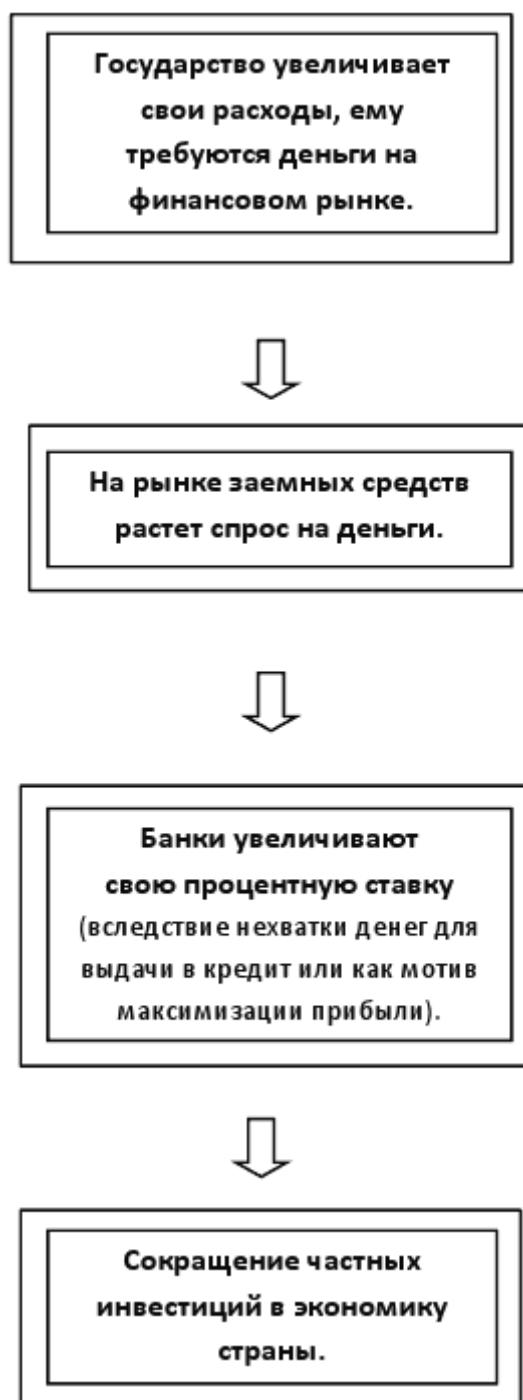 Государство увеличивает
свои расходы, ему
требуются деньги на
финансовом рынке.
На рынке заемных средств
растет спрос на деньги.
Банки увеличивают
свою процентную ставку
(вследствие нехватки денег для
выдачи в кредит или как мотив
максимизации прибыли).
Сокращение частных
инвестиций в экономику
страны.